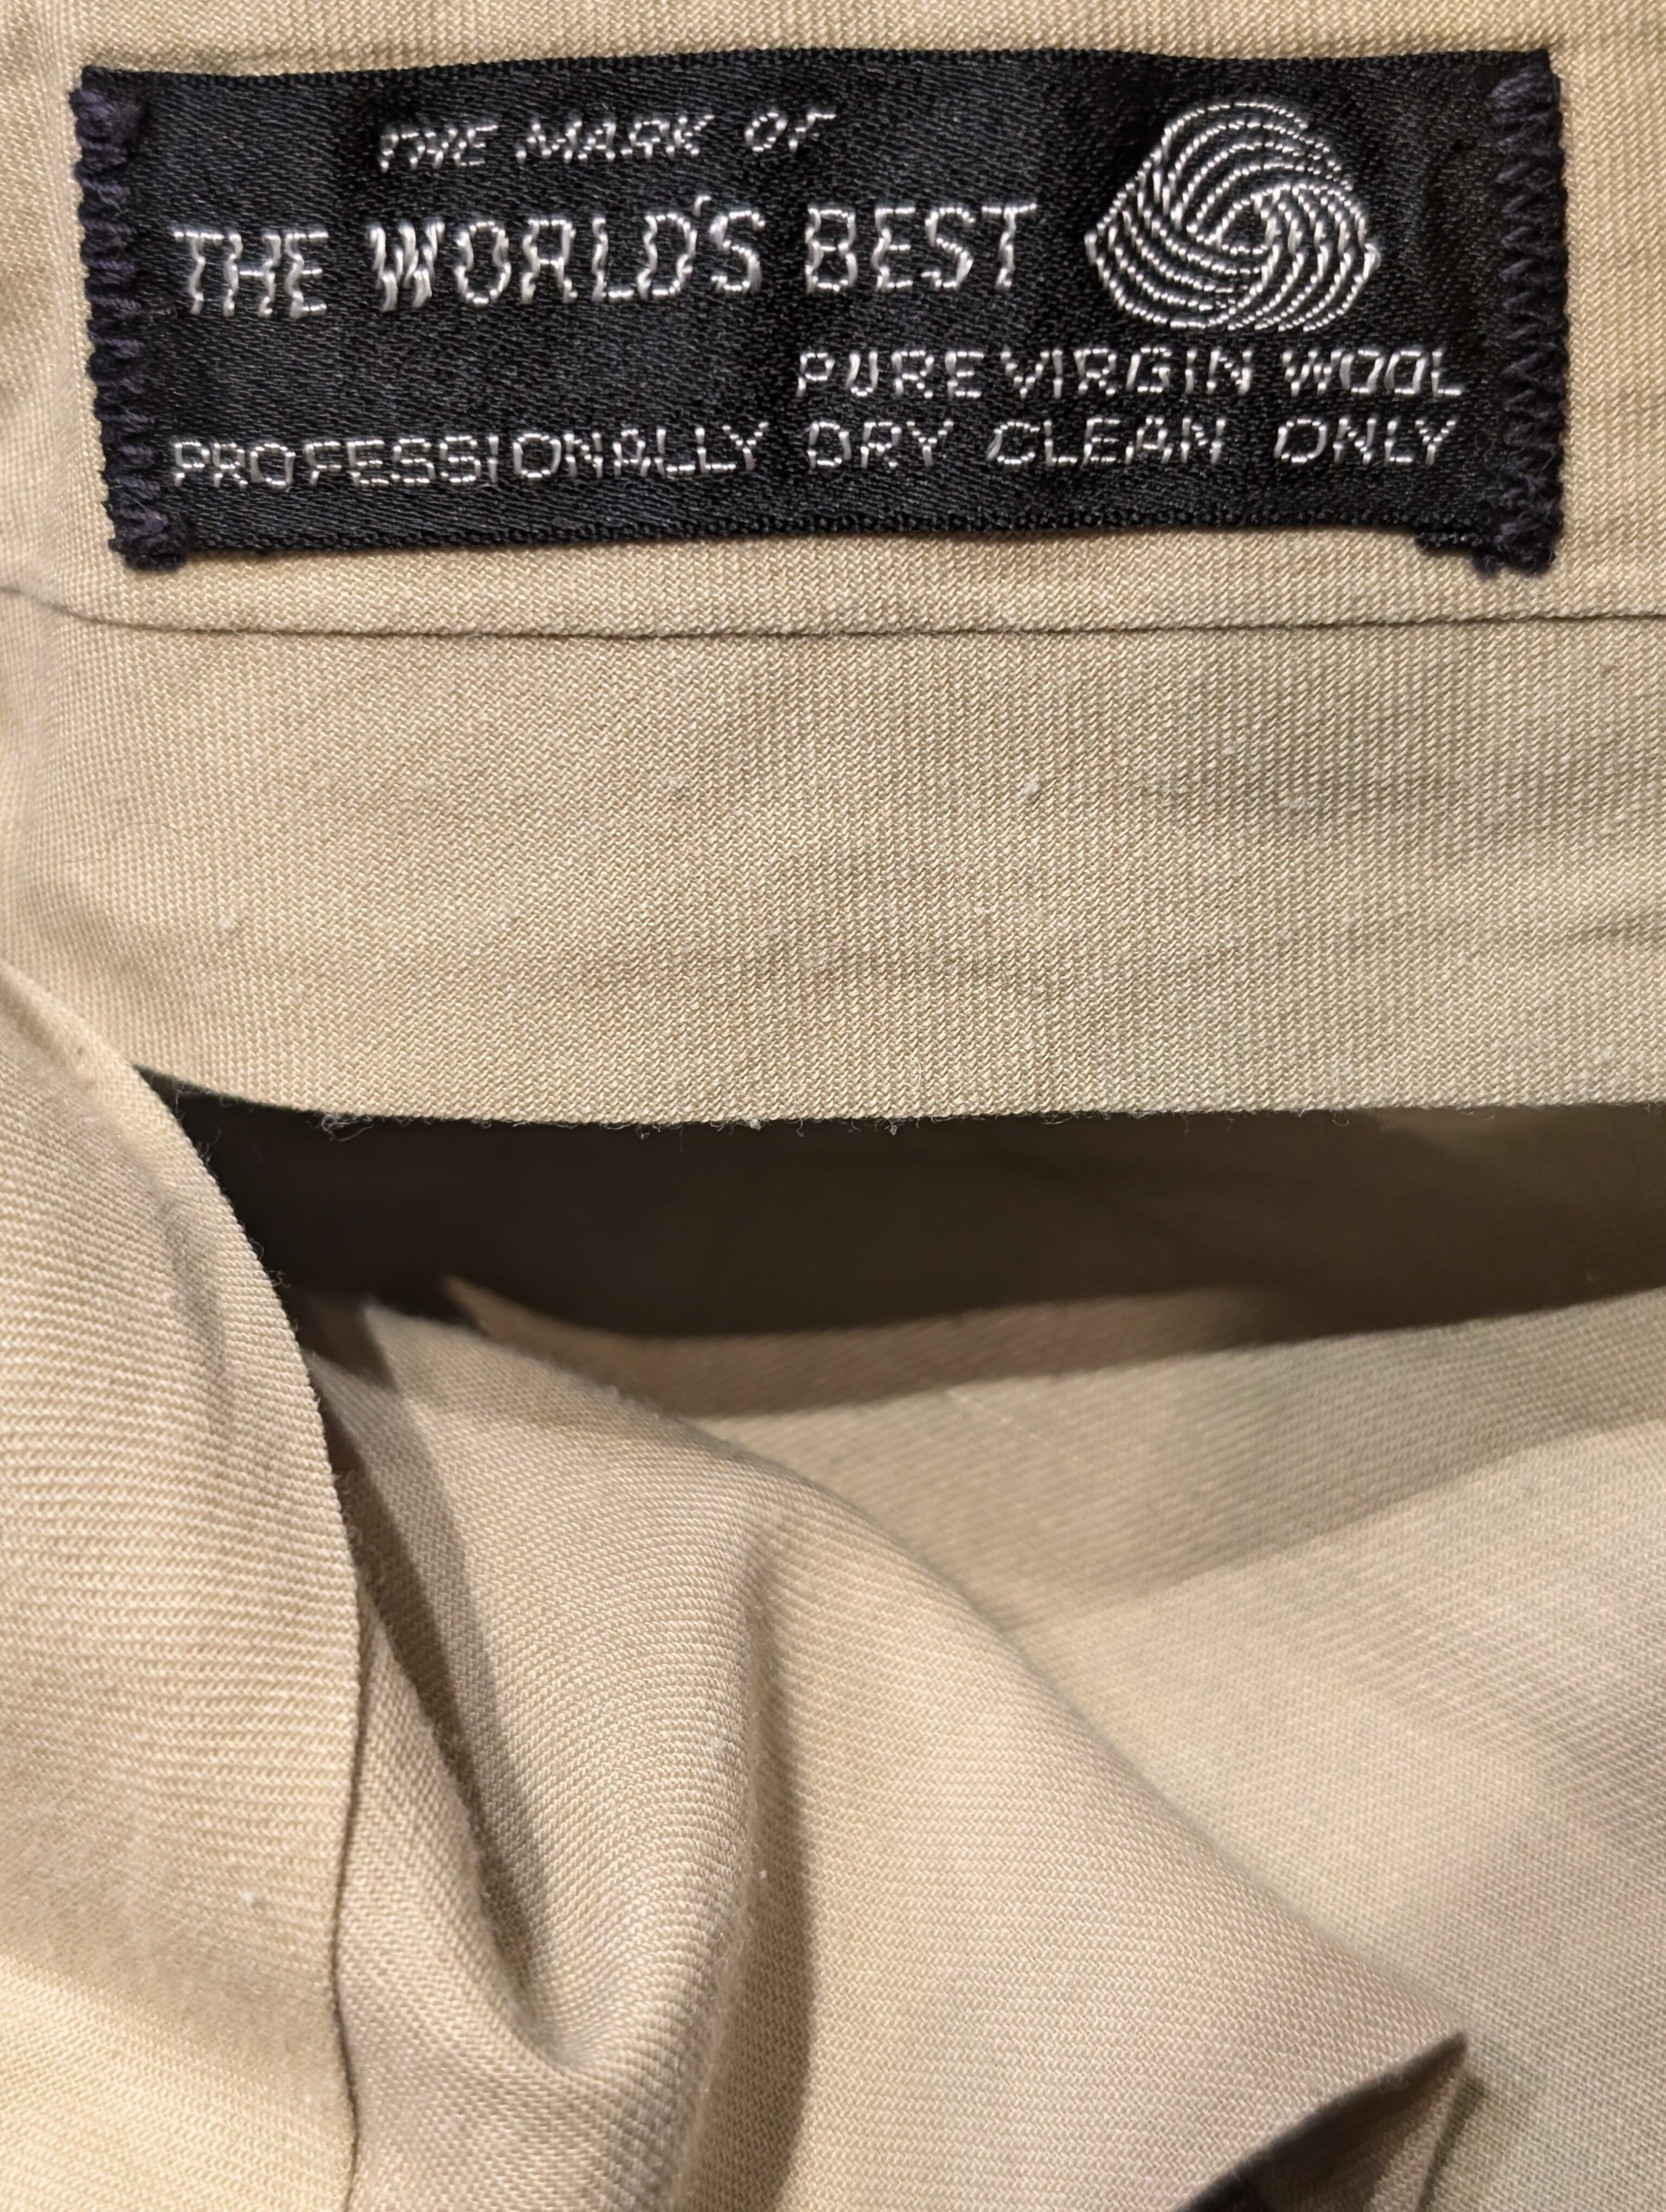 THE MARK OF
THE WORLD'S BEST
PURE VIRGIN WOOL
PROFESSIONALLY DRY CLEAN ONLY